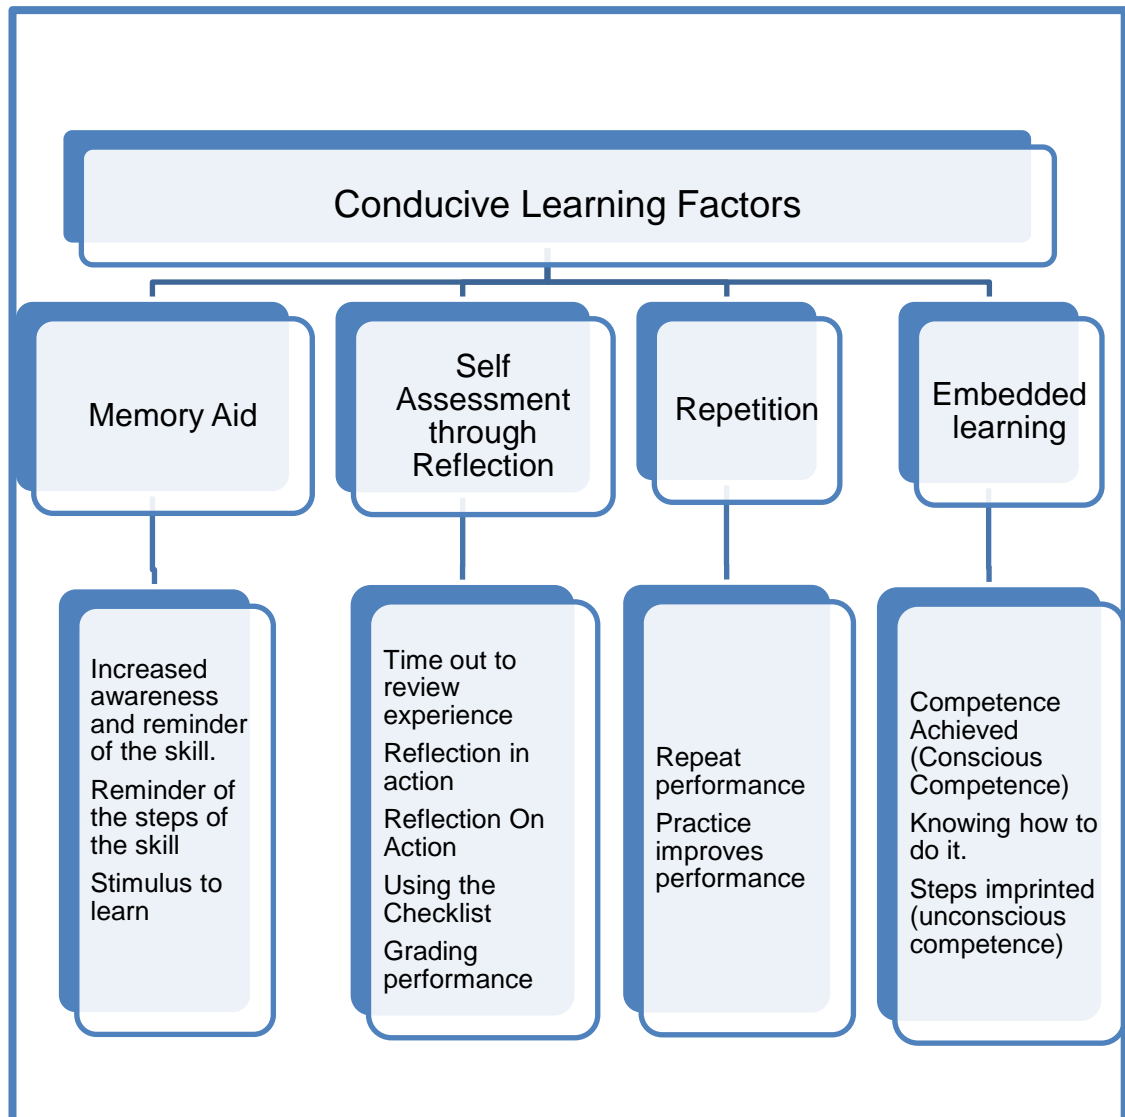 Conducive Learning Factors
Memory Aid
Self
Assessment
through
Reflection
Repetition
Embedded
learning
Increased
awareness
and reminder
of the skill.
Reminder of
the steps of
the skill
Stimulus to
learn
Time out to
review
experience
Reflection in
action
Reflection On
Action
Using the
Checklist
Grading
performance
Repeat
performance
Practice
improves
performance
Competence
Achieved
(Conscious
Competence)
Knowing how to
do it.
Steps imprinted
(unconscious
competence)